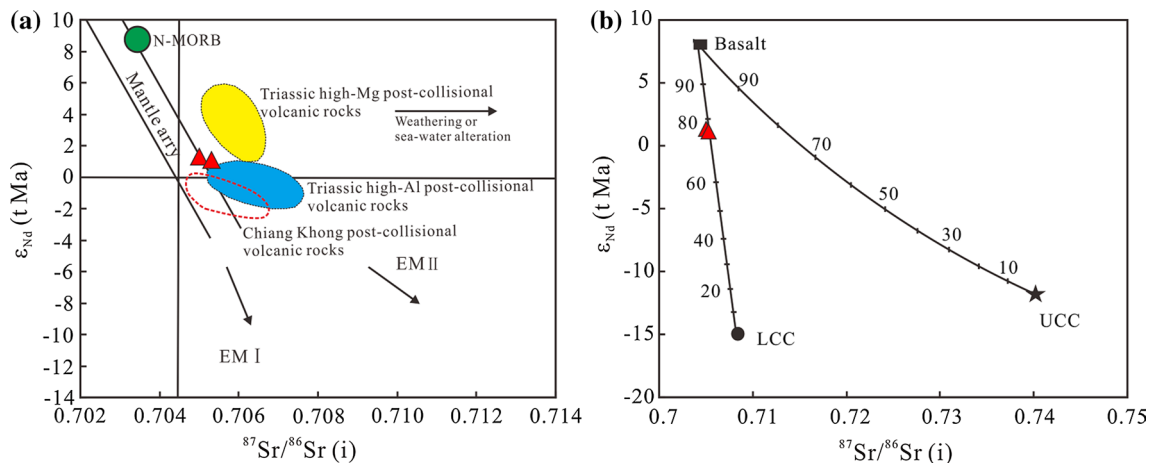 (a)
10
8
6
4
2
0
-2
-4
-6
-8
-10
-12
-14
εNd (t Ma)
N-MORB
Mantle arry
Triassic high-Mg post-collisional
volcanic rocks
Weathering or
sea-water alteration
Triassic high-Al post-collisional
volcanic rocks
Chiang Khong post-collisional
volcanic rocks
EM II
EM I
0.702 0.704 0.706 0.708 0.710 0.712 0.714
⁸⁷Sr/⁸⁶Sr (i)
(b)
10
5
0
-5
-10
-15
-20
εNd (t Ma)
Basalt
90
80
60
40
20
LCC
90
70
50
30
10
UCC
0.7 0.71 0.72 0.73 0.74 0.75
⁸⁷Sr/⁸⁶Sr (i)